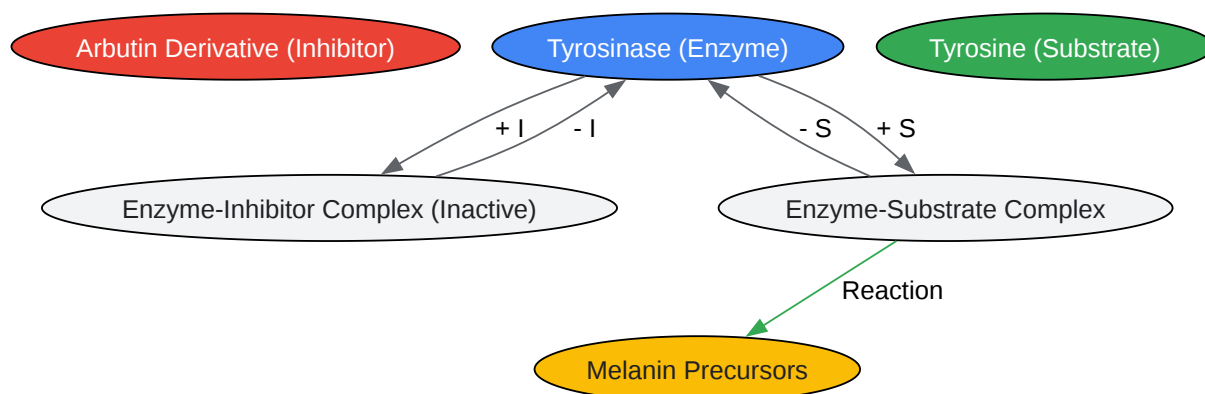 Arbutin Derivative (Inhibitor)
Tyrosinase (Enzyme)
Tyrosine (Substrate)
+ I
- I
- S
+ S
Enzyme-Inhibitor Complex (Inactive)
Enzyme-Substrate Complex
Reaction
Melanin Precursors